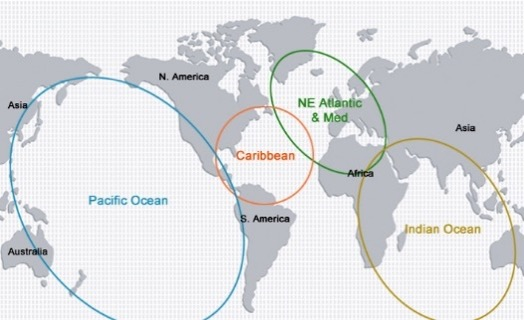 N. America
Asia
NE Atlantic
& Med
Asia
Caribbean
Africa
Pacific Ocean
S. America
Indian Ocean
Australia